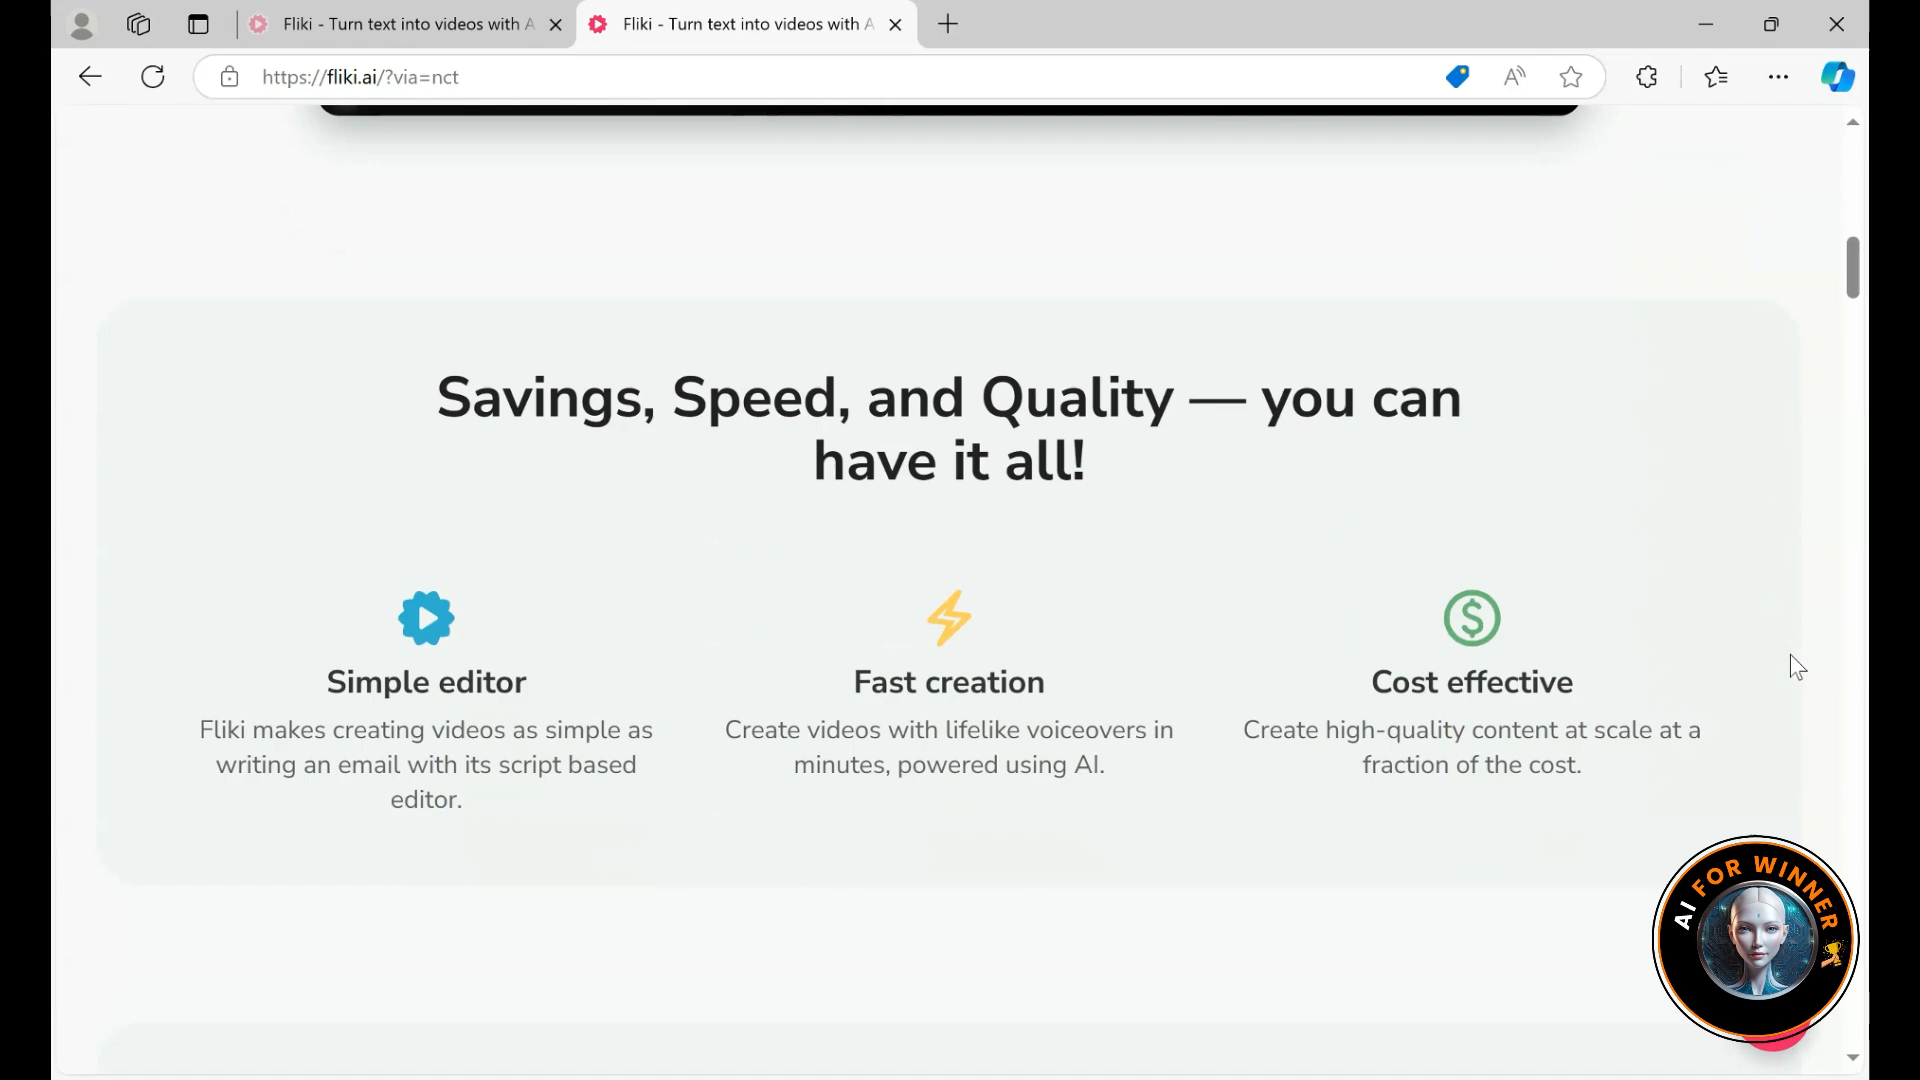 Fliki - Turn text into videos with A
Fliki - Turn text into videos with A
https://fliki.ai/?via=nct
Savings, Speed, and Quality — you can
have it all!
Simple editor
Fliki makes creating videos as simple as
writing an email with its script based
editor.
Fast creation
Create videos with lifelike voiceovers in
minutes, powered using AI.
Cost effective
Create high-quality content at scale at a
fraction of the cost.
AI FOR WINNER